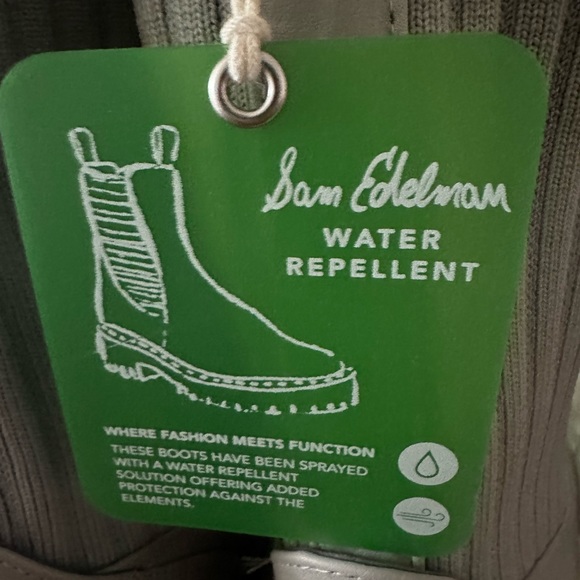 Sam Edelman
WATER
REPELLENT
WHERE FASHION MEETS FUNCTION
THESE BOOTS HAVE BEEN SPRAYED
WITH A WATER REPELLENT
SOLUTION OFFERING ADDED
PROTECTION AGAINST THE
ELEMENTS.